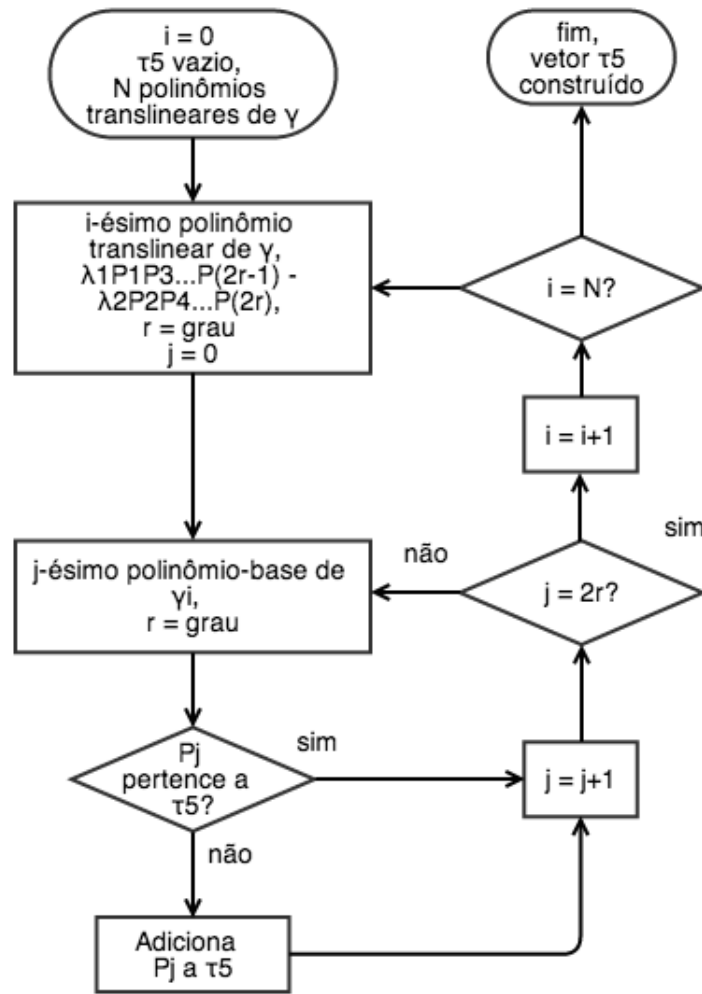 i = 0
τ5 vazio,
N polinômios
translineares de γ
fim,
vetor τ5
construído
i-ésimo polinômio
translinear de γ,
λ1P1P3...P(2r-1) -
λ2P2P4...P(2r),
r = grau
j = 0
i = N?
i = i+1
sim
não
j-ésimo polinômio-base de
γi,
r = grau
j = 2r?
Pj
pertence a
τ5?
sim
j = j+1
não
Adiciona
Pj a τ5